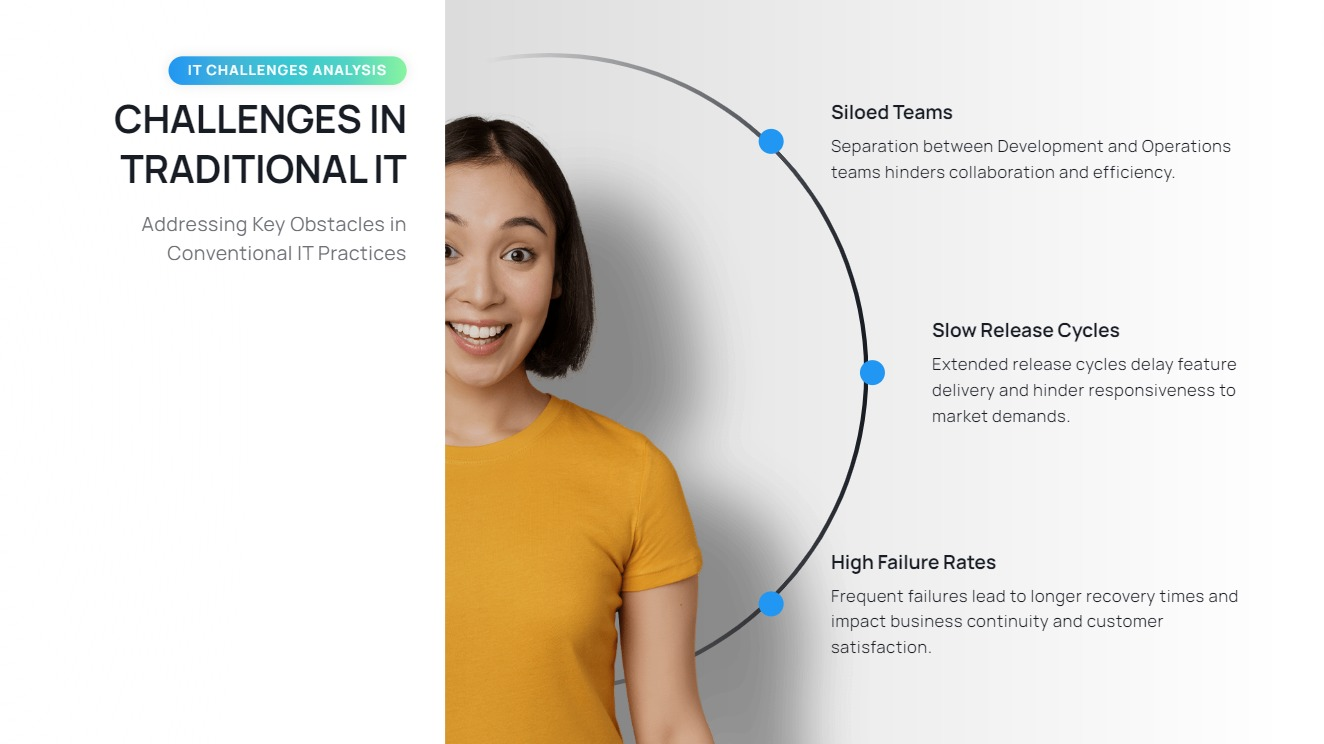 IT CHALLENGES ANALYSIS
CHALLENGES IN
TRADITIONAL IT
Addressing Key Obstacles in
Conventional IT Practices
Siloed Teams
Separation between Development and Operations
teams hinders collaboration and efficiency.
Slow Release Cycles
Extended release cycles delay feature
delivery and hinder responsiveness to
market demands.
High Failure Rates
Frequent failures lead to longer recovery times and
impact business continuity and customer
satisfaction.